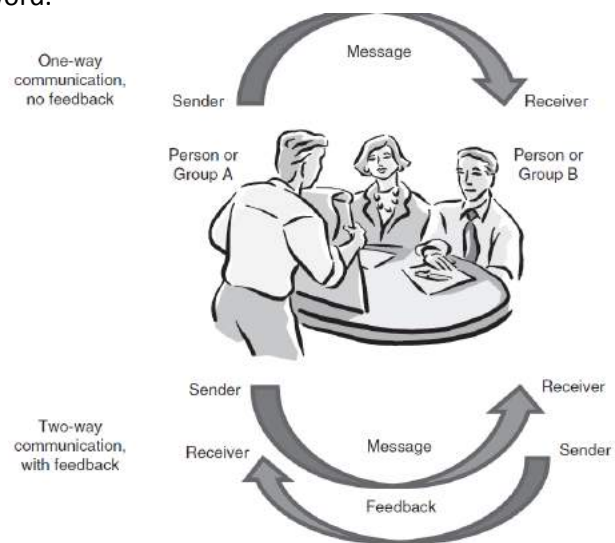 One-way
communication,
no feedback
Message
Sender
Receiver
Person or
Group A
Person or
Group B
Sender
Receiver
Two-way
communication,
with feedback
Receiver
Message
Sender
Feedback